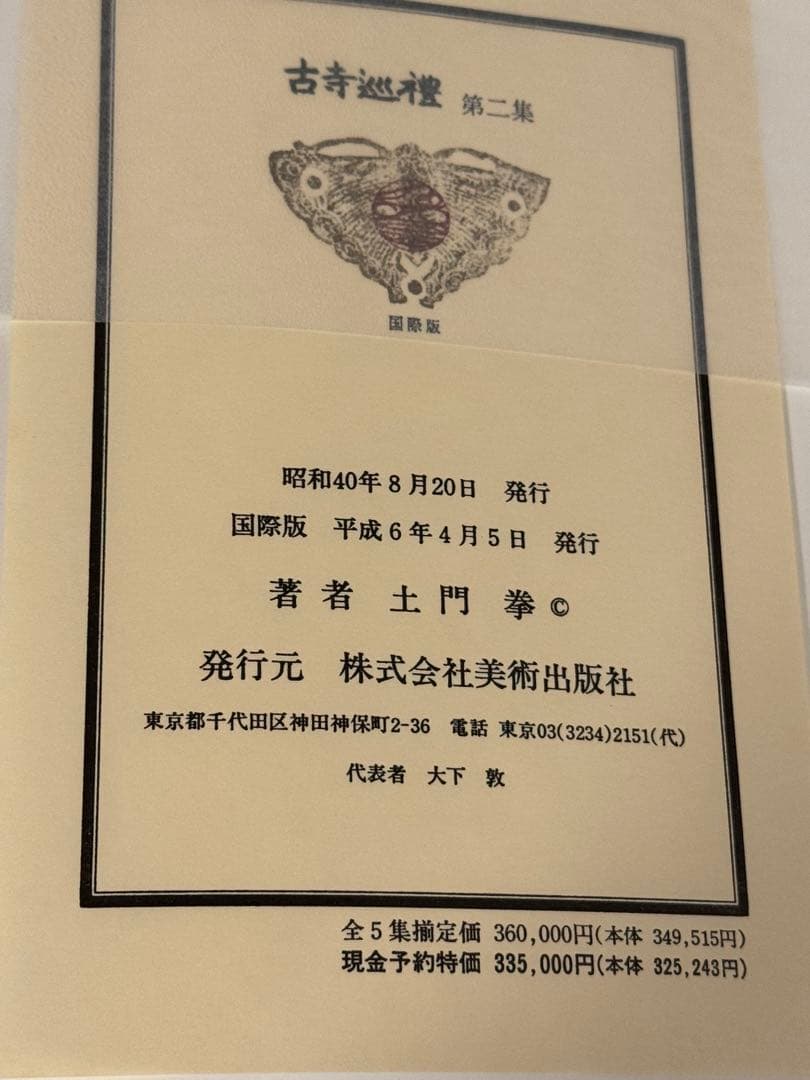 古寺巡禮 第二集
国際版
昭和40年8月20日 発行
国際版 平成6年4月5日 発行
著者 土門 拳©
発行元 株式会社美術出版社
東京都千代田区神田神保町2-36 電話 東京03(3234)2151(代)
代表者 大下 敦
全5集揃定価 360,000円(本体 349,515円)
現金予約特価 335,000円(本体 325,243円)